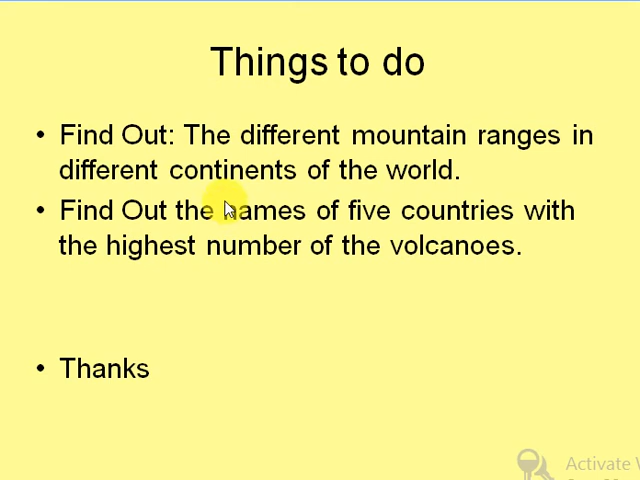 Things to do
• Find Out: The different mountain ranges in
different continents of the world.
• Find Out the names of five countries with
the highest number of the volcanoes.
• Thanks
Activate